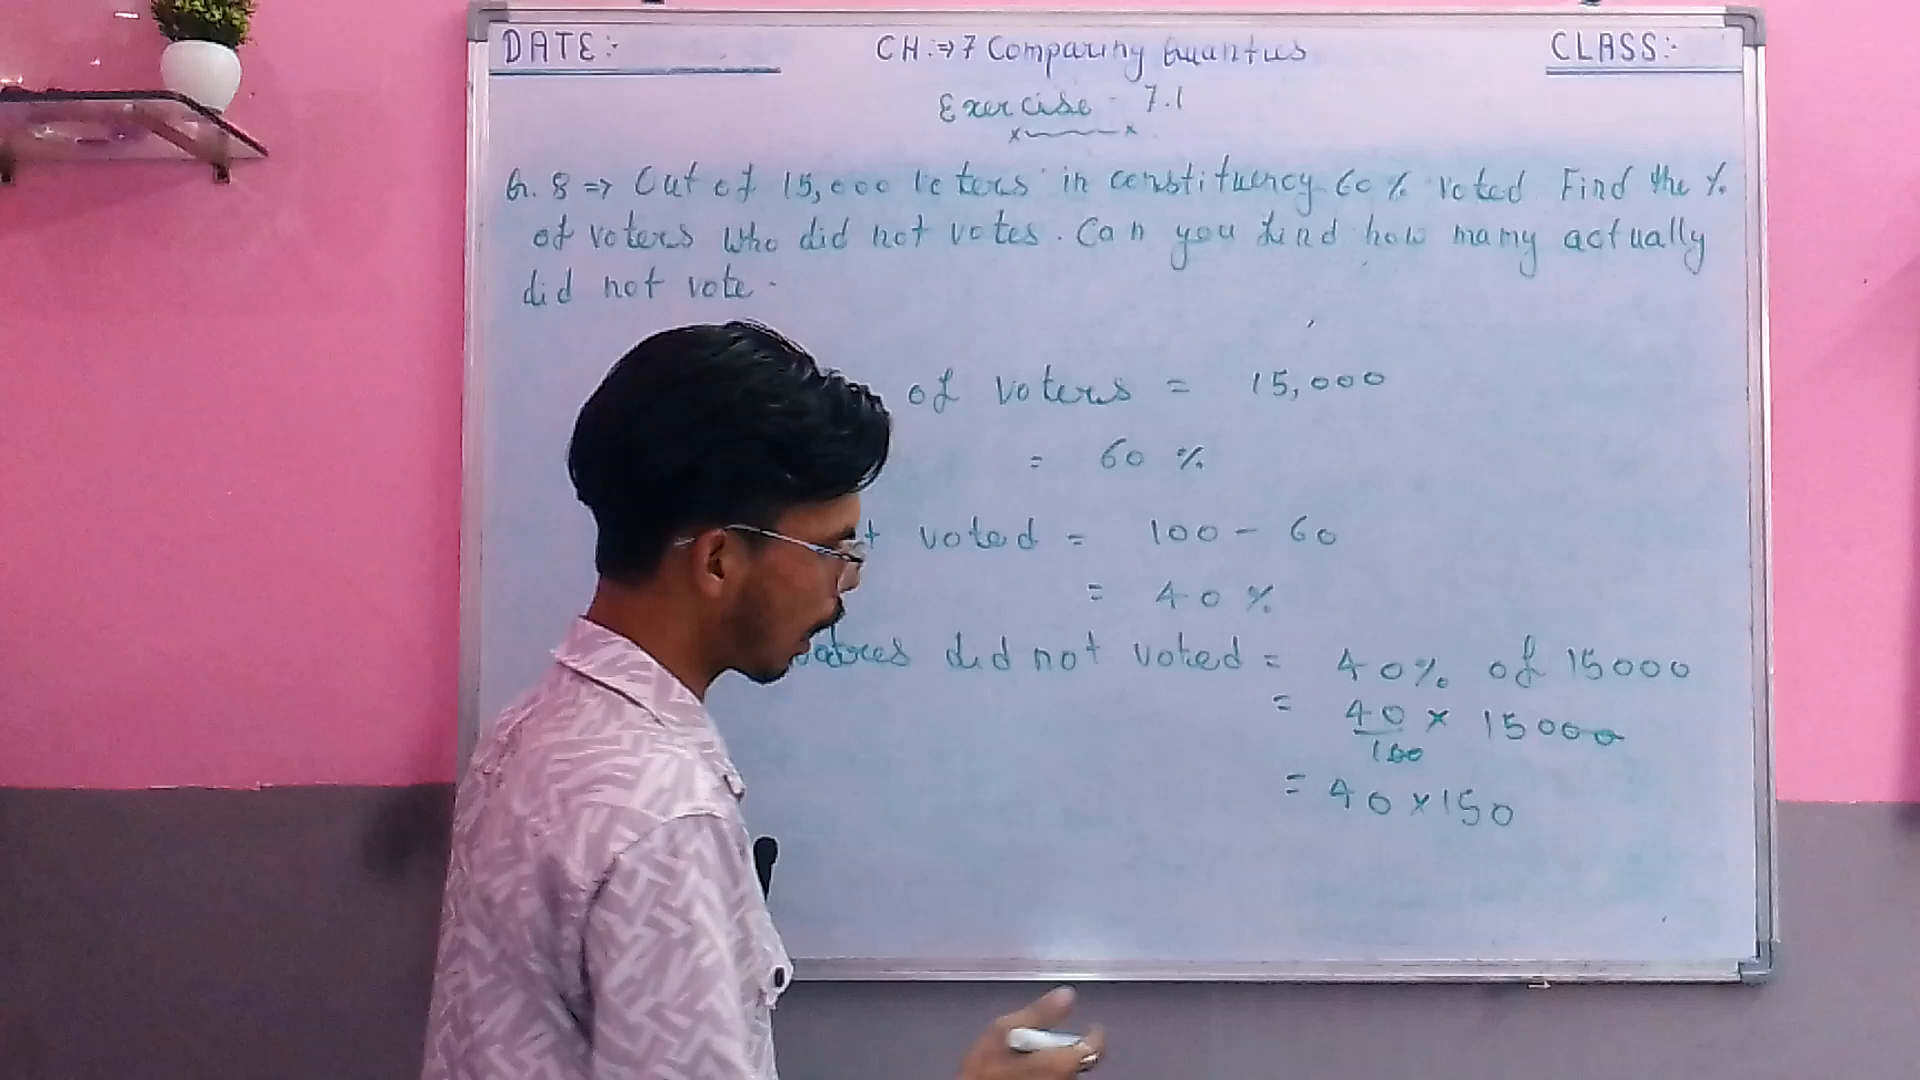 DATE:-
CH.⇒7 Comparing Quantius
CLASS:-
Exercise - 7.1
Q. 8 ⇒ Out of 15,000 voters in constituency 60% voted Find the %
of voters who did not votes. Can you find how many actually
did not vote.
of voters = 15,000
= 60 %
t voted = 100 - 60
= 40 %
did not voted = 40% of 15000
= 40/100 × 15000
= 40 × 150